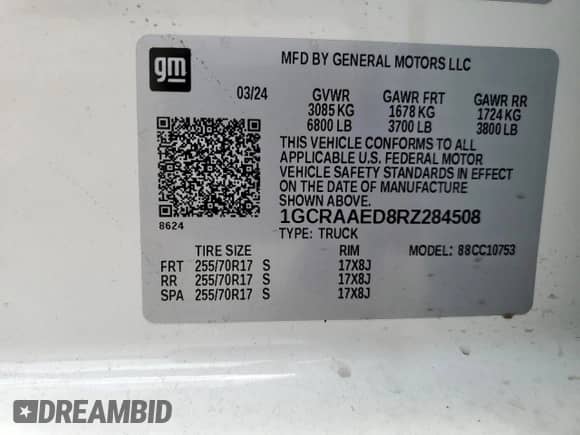 gm
MFD BY GENERAL MOTORS LLC
03/24 GVWR GAWR FRT GAWR RR
3085 KG 1678 KG 1724 KG
6800 LB 3700 LB 3800 LB
THIS VEHICLE CONFORMS TO ALL
APPLICABLE U.S. FEDERAL MOTOR
VEHICLE SAFETY STANDARDS IN EFFECT
ON THE DATE OF MANUFACTURE
SHOWN ABOVE.
8624 1GCRAAED8RZ284508
TYPE: TRUCK MODEL: 88CC10753
TIRE SIZE RIM
FRT 255/70R17 S 17X8J
RR 255/70R17 S 17X8J
SPA 255/70R17 S 17X8J
DREAMBID